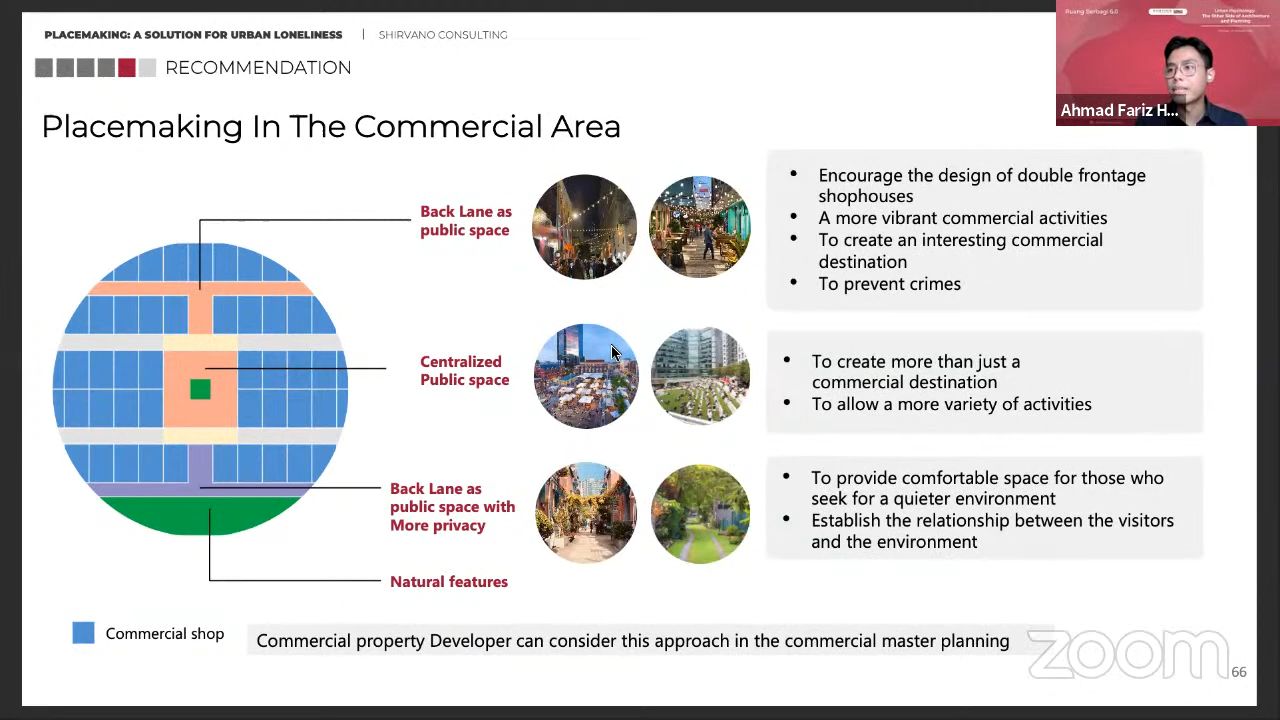 PLACEMAKING: A SOLUTION FOR URBAN LONELINESS | SHIRVANO CONSULTING
RECOMMENDATION
Placemaking In The Commercial Area
Ruang Berbagi 6.0
Urban Psychology:
The Other Side of Architecture
and Planning
Ahmad Fariz H...
Back Lane as
public space
• Encourage the design of double frontage
shophouses
• A more vibrant commercial activities
• To create an interesting commercial
destination
• To prevent crimes
Centralized
Public space
• To create more than just a
commercial destination
• To allow a more variety of activities
Back Lane as
public space with
More privacy
• To provide comfortable space for those who
seek for a quieter environment
• Establish the relationship between the visitors
and the environment
Natural features
Commercial shop
Commercial property Developer can consider this approach in the commercial master planning
zoom
66